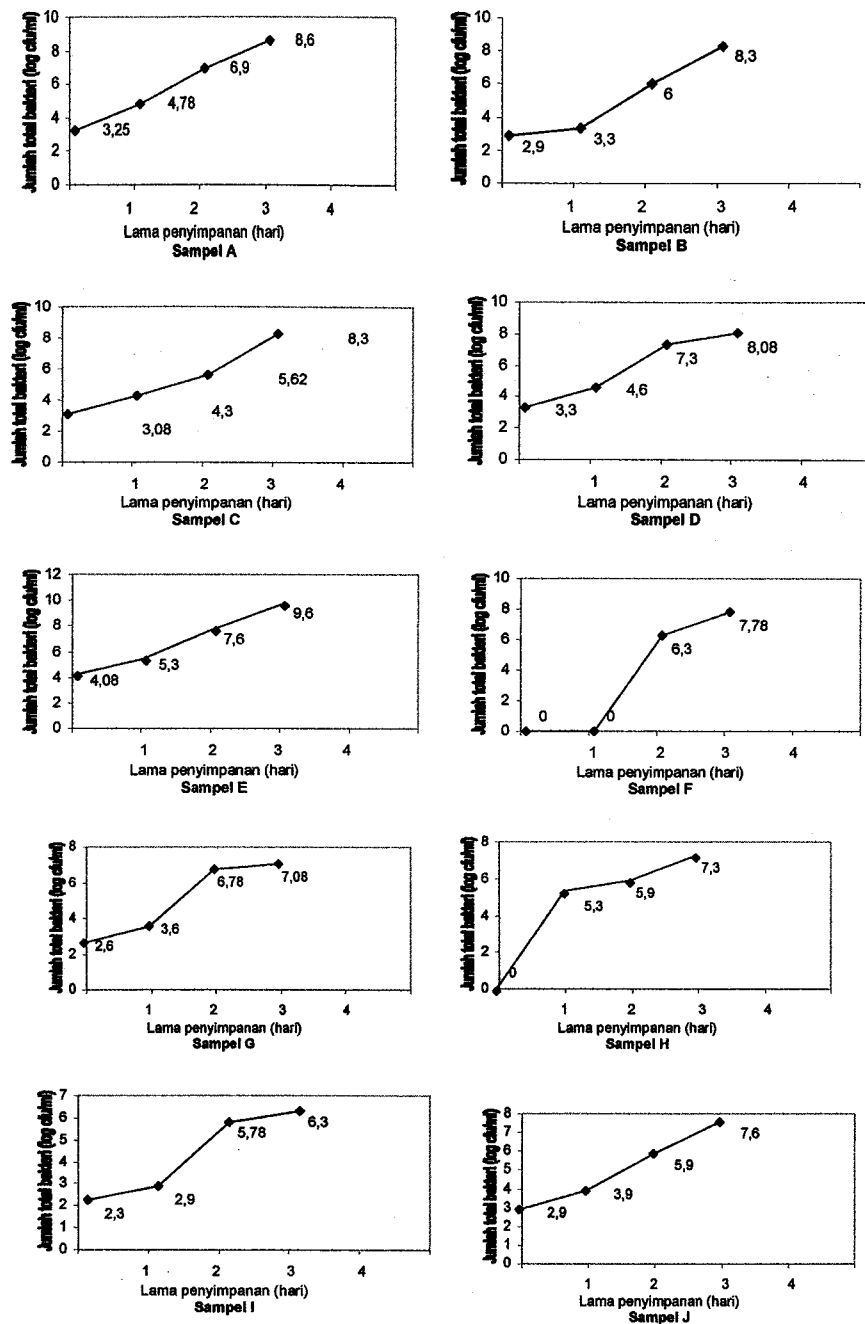 Jumlah total bakteri (log cfu/ml)
10
8
6
4
2
0
3,25
4,78
6,9
8,6
1 2 3 4
Lama penyimpanan (hari)
Sampel A
Jumlah total bakteri (log cfu/ml)
10
8
6
4
2
0
2,9
3,3
6
8,3
1 2 3 4
Lama penyimpanan (hari)
Sampel B
Jumlah total bakteri (log cfu/ml)
10
8
6
4
2
0
3,08
4,3
5,62
8,3
1 2 3 4
Lama penyimpanan (hari)
Sampel C
Jumlah total bakteri (log cfu/ml)
10
8
6
4
2
0
3,3
4,6
7,3
8,08
1 2 3 4
Lama penyimpanan (hari)
Sampel D
Jumlah total bakteri (log cfu/ml)
12
10
8
6
4
2
0
4,08
5,3
7,6
9,6
1 2 3 4
Lama penyimpanan (hari)
Sampel E
Jumlah total bakteri (log cfu/ml)
10
8
6
4
2
0
0
0
6,3
7,78
1 2 3 4
Lama penyimpanan (hari)
Sampel F
Jumlah total bakteri (log cfu/ml)
8
6
4
2
0
2,6
3,6
6,78
7,08
1 2 3 4
Lama penyimpanan (hari)
Sampel G
Jumlah total bakteri (log cfu/ml)
8
6
4
2
0
0
5,3
5,9
7,3
1 2 3 4
Lama penyimpanan (hari)
Sampel H
Jumlah total bakteri (log cfu/ml)
7
6
5
4
3
2
1
0
2,3
2,9
5,78
6,3
1 2 3 4
Lama penyimpanan (hari)
Sampel I
Jumlah total bakteri (log cfu/ml)
8
7
6
5
4
3
2
1
0
2,9
3,9
5,9
7,6
1 2 3 4
Lama penyimpanan (hari)
Sampel J